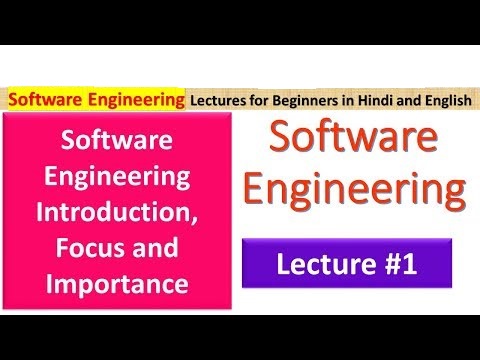 Software Engineering Lectures for Beginners in Hindi and English
Software
Engineering
Introduction,
Focus and
Importance
Software
Engineering
Lecture #1